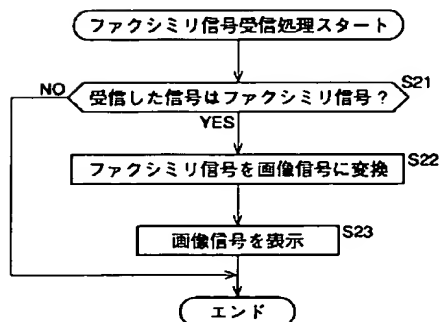 ファクシミリ信号受信処理スタート
S21
NO
受信した信号はファクシミリ信号?
YES
S22
ファクシミリ信号を画像信号に変換
S23
画像信号を表示
エンド